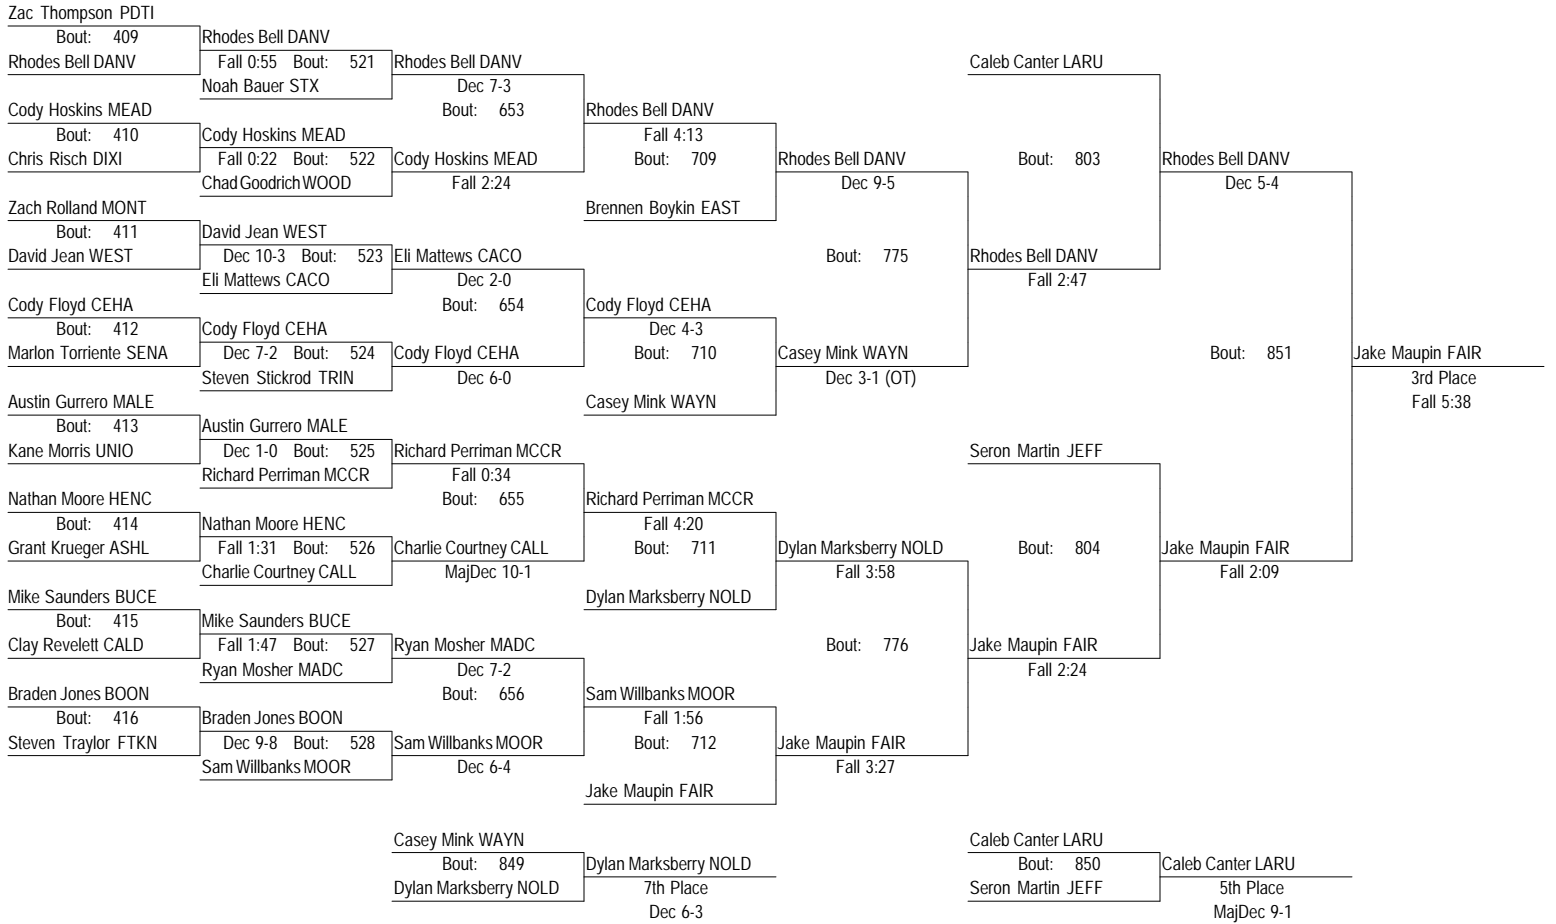 Zac Thompson PDTI
Bout: 409
Rhodes Bell DANV
Rhodes Bell DANV
Fall 0:55 Bout: 521
Rhodes Bell DANV
Caleb Canter LARU
Noah Bauer STX
Dec 7-3
Cody Hoskins MEAD
Bout: 653
Rhodes Bell DANV
Bout: 410
Cody Hoskins MEAD
Fall 4:13
Chris Risch DIXI
Fall 0:22 Bout: 522
Cody Hoskins MEAD
Bout: 709
Rhodes Bell DANV
Bout: 803
Rhodes Bell DANV
Chad Goodrich WOOD
Fall 2:24
Dec 9-5
Dec 5-4
Zach Rolland MONT
Brennen Boykin EAST
Bout: 411
David Jean WEST
David Jean WEST
Dec 10-3 Bout: 523
Eli Mattews CACO
Bout: 775
Rhodes Bell DANV
Eli Mattews CACO
Dec 2-0
Fall 2:47
Cody Floyd CEHA
Bout: 654
Cody Floyd CEHA
Bout: 412
Cody Floyd CEHA
Dec 4-3
Marlon Torriente SENA
Dec 7-2 Bout: 524
Cody Floyd CEHA
Bout: 710
Casey Mink WAYN
Bout: 851
Jake Maupin FAIR
Steven Stickrod TRIN
Dec 6-0
Dec 3-1 (OT)
3rd Place
Austin Gurrero MALE
Casey Mink WAYN
Fall 5:38
Bout: 413
Austin Gurrero MALE
Kane Morris UNIO
Dec 1-0 Bout: 525
Richard Perriman MCCR
Seron Martin JEFF
Richard Perriman MCCR
Fall 0:34
Nathan Moore HENC
Bout: 655
Richard Perriman MCCR
Bout: 414
Nathan Moore HENC
Fall 4:20
Grant Krueger ASHL
Fall 1:31 Bout: 526
Charlie Courtney CALL
Bout: 711
Dylan Marksberry NOLD
Bout: 804
Jake Maupin FAIR
Charlie Courtney CALL
MajDec 10-1
Fall 3:58
Fall 2:09
Mike Saunders BUCE
Dylan Marksberry NOLD
Bout: 415
Mike Saunders BUCE
Clay Revelett CALD
Fall 1:47 Bout: 527
Ryan Mosher MADC
Bout: 776
Jake Maupin FAIR
Ryan Mosher MADC
Dec 7-2
Fall 2:24
Braden Jones BOON
Bout: 656
Sam Willbanks MOOR
Bout: 416
Braden Jones BOON
Fall 1:56
Steven Traylor FTKN
Dec 9-8 Bout: 528
Sam Willbanks MOOR
Bout: 712
Jake Maupin FAIR
Sam Willbanks MOOR
Dec 6-4
Fall 3:27
Jake Maupin FAIR
Casey Mink WAYN
Caleb Canter LARU
Bout: 849
Dylan Marksberry NOLD
Bout: 850
Caleb Canter LARU
Dylan Marksberry NOLD
7th Place
Seron Martin JEFF
5th Place
Dec 6-3
MajDec 9-1